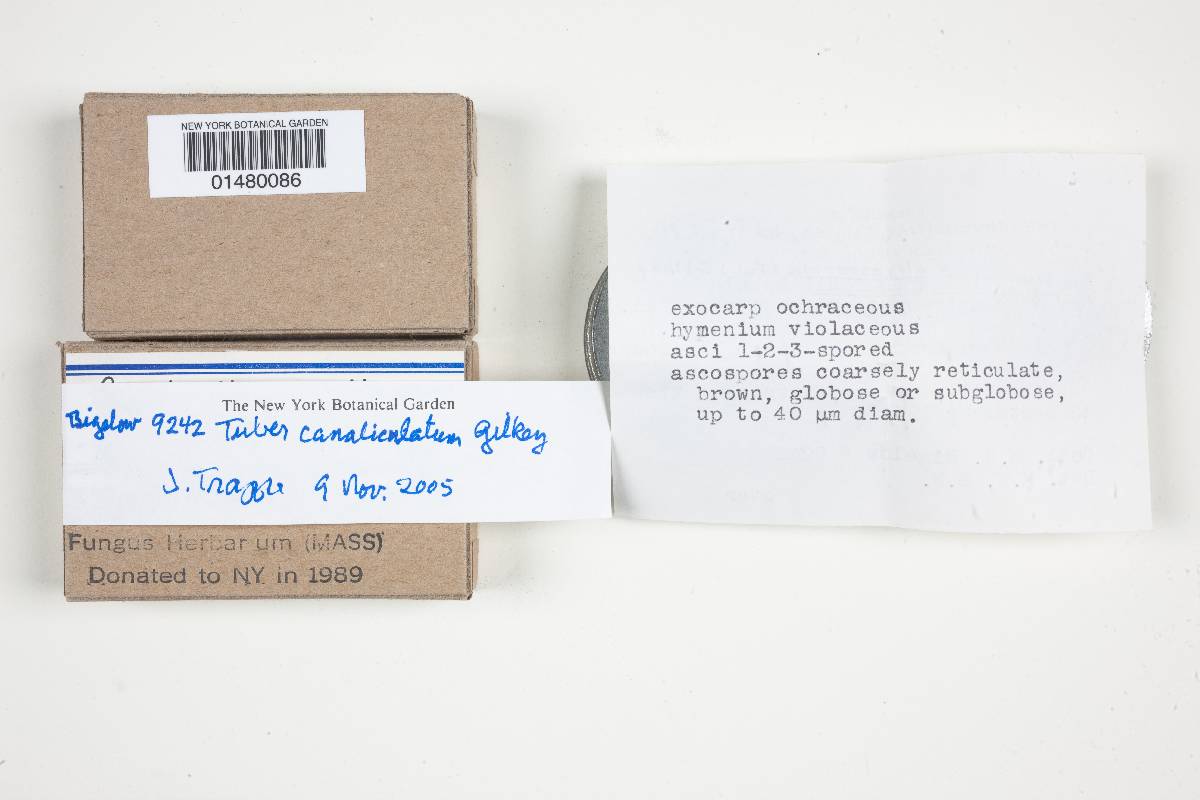 NEW YORK BOTANICAL GARDEN
01480086
The New York Botanical Garden
Bigelow 9242 Tuber canaliculatum Gilkey
J. Trappe 9 Nov. 2005
Fungus Herbar um (MASS)
Donated to NY in 1989
exocarp ochraceous
hymenium violaceous
asci 1-2-3-spored
ascospores coarsely reticulate,
brown, globose or subglobose,
up to 40 µm diam.